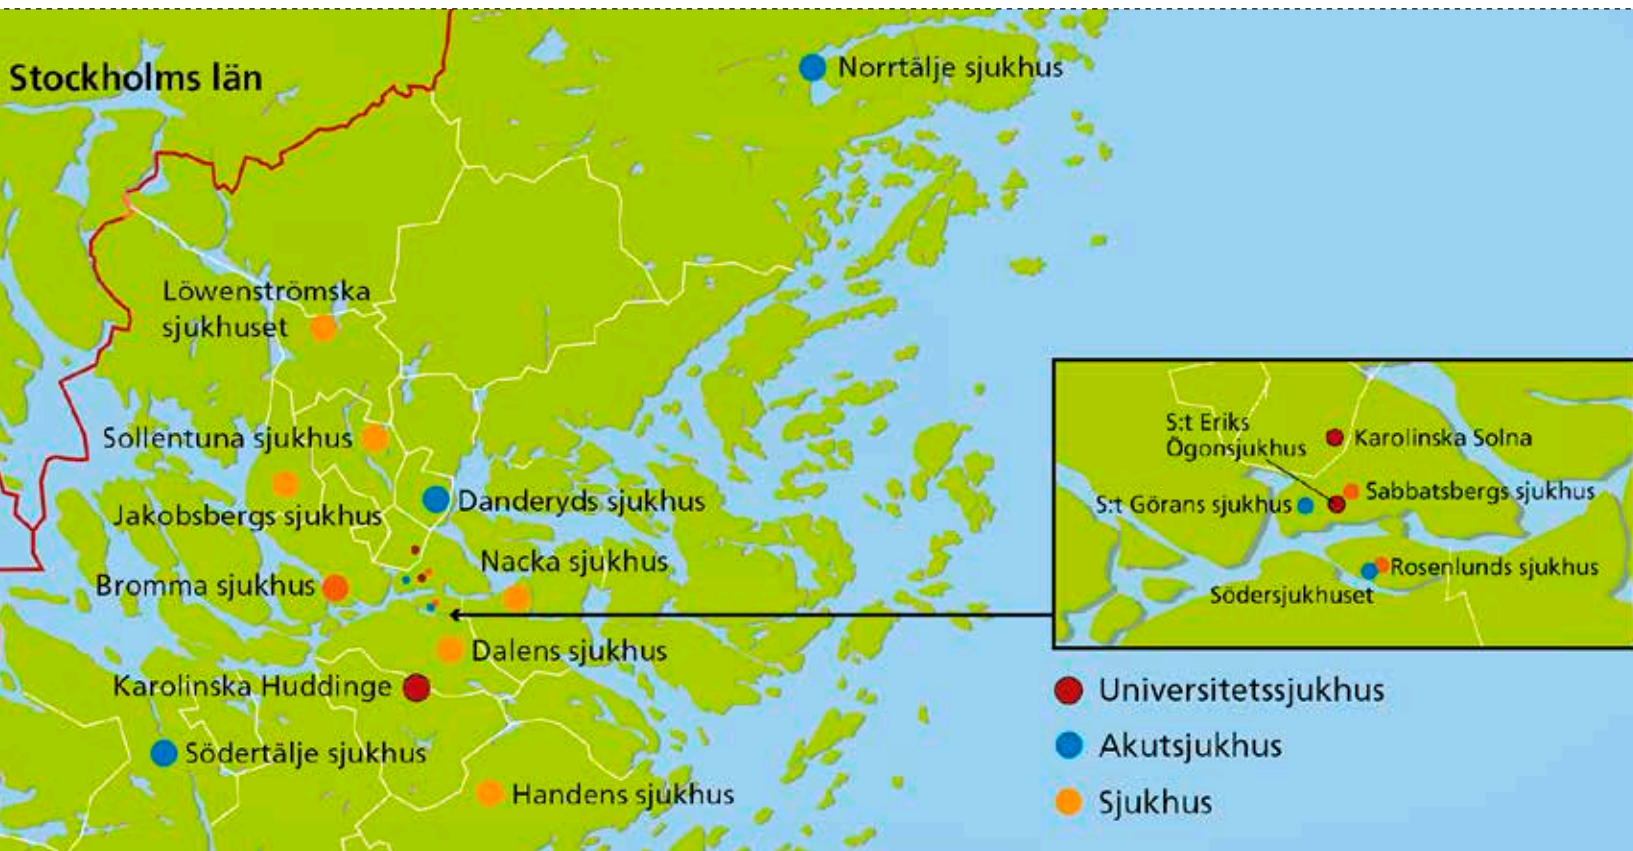 Stockholms län
Norrtälje sjukhus
Löwenströmska
sjukhuset
Sollentuna sjukhus
Jakobsbergs sjukhus
Danderyds sjukhus
Nacka sjukhus
Bromma sjukhus
Dalens sjukhus
Karolinska Huddinge
Södertälje sjukhus
Handens sjukhus
S:t Eriks
Ögonsjukhus
Karolinska Solna
Sabbatsbergs sjukhus
S:t Görans sjukhus
Rosenlunds sjukhus
Södersjukhuset
Universitetssjukhus
Akutsjukhus
Sjukhus